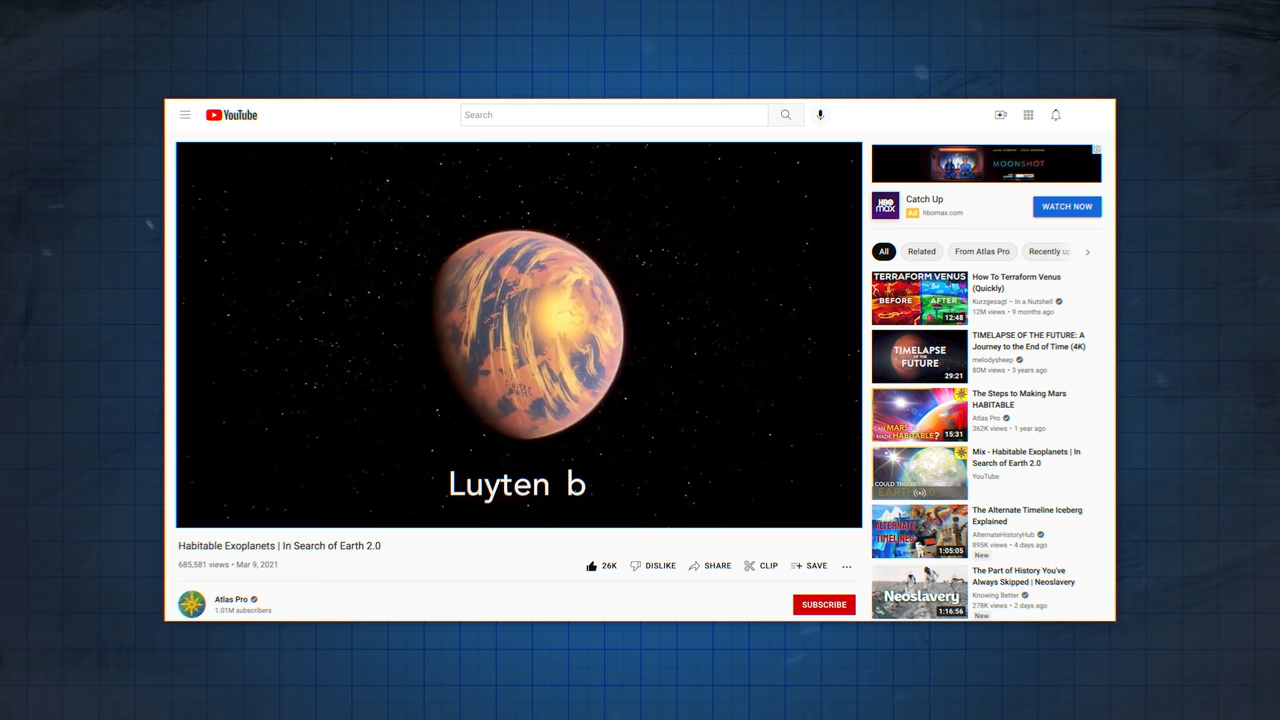 YouTube
Search
Luyten b
Habitable Exoplanets | In Search of Earth 2.0
685,581 views • Mar 9, 2021
26K
DISLIKE
SHARE
CLIP
SAVE
...
Atlas Pro
1.01M subscribers
SUBSCRIBE
MOONSHOT
HBO
max
Catch Up
Ad hbomax.com
WATCH NOW
All
Related
From Atlas Pro
Recently up
TERRAFORM VENUS
BEFORE
AFTER
12:48
How To Terraform Venus
(Quickly)
Kurzgesagt – In a Nutshell
12M views • 9 months ago
TIMELAPSE
OF THE
FUTURE
29:21
TIMELAPSE OF THE FUTURE: A
Journey to the End of Time (4K)
melodysheep
80M views • 3 years ago
CAN MARS
MADE HABITABLE?
15:31
The Steps to Making Mars
HABITABLE
Atlas Pro
362K views • 1 year ago
COULD THIS BE
EARTH
Mix - Habitable Exoplanets | In
Search of Earth 2.0
YouTube
ALTERNATE
TIMELINES
1:05:05
The Alternate Timeline Iceberg
Explained
AlternateHistoryHub
895K views • 4 days ago
New
Neoslavery
1:16:56
The Part of History You've
Always Skipped | Neoslavery
Knowing Better
278K views • 2 days ago
New